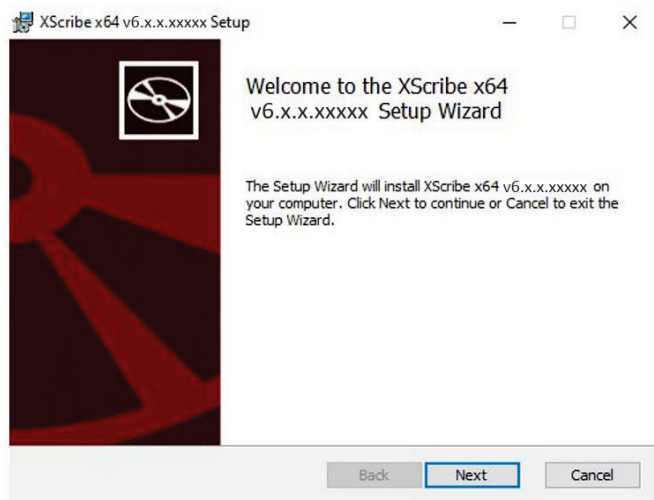 XScribe x64 v6.x.x.xxxxx Setup
Welcome to the XScribe x64
v6.x.x.xxxxx Setup Wizard
The Setup Wizard will install XScribe x64 v6.x.x.xxxxx on
your computer. Click Next to continue or Cancel to exit the
Setup Wizard.
Back Next Cancel